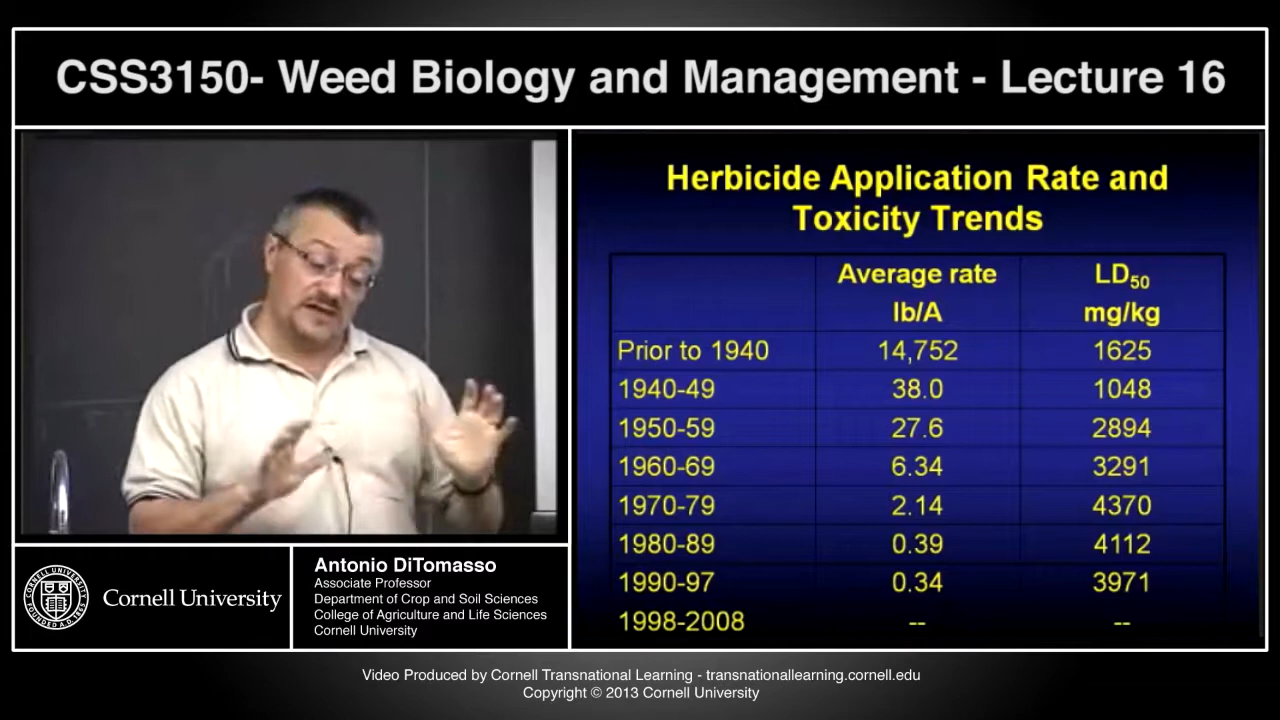 CSS3150- Weed Biology and Management - Lecture 16
Herbicide Application Rate and
Toxicity Trends
Average rate LD50
lb/A mg/kg
Prior to 1940 14,752 1625
1940-49 38.0 1048
1950-59 27.6 2894
1960-69 6.34 3291
1970-79 2.14 4370
1980-89 0.39 4112
1990-97 0.34 3971
1998-2008 -- --
Cornell University
Antonio DiTomasso
Associate Professor
Department of Crop and Soil Sciences
College of Agriculture and Life Sciences
Cornell University
Video Produced by Cornell Transnational Learning - transnationallearning.cornell.edu
Copyright © 2013 Cornell University